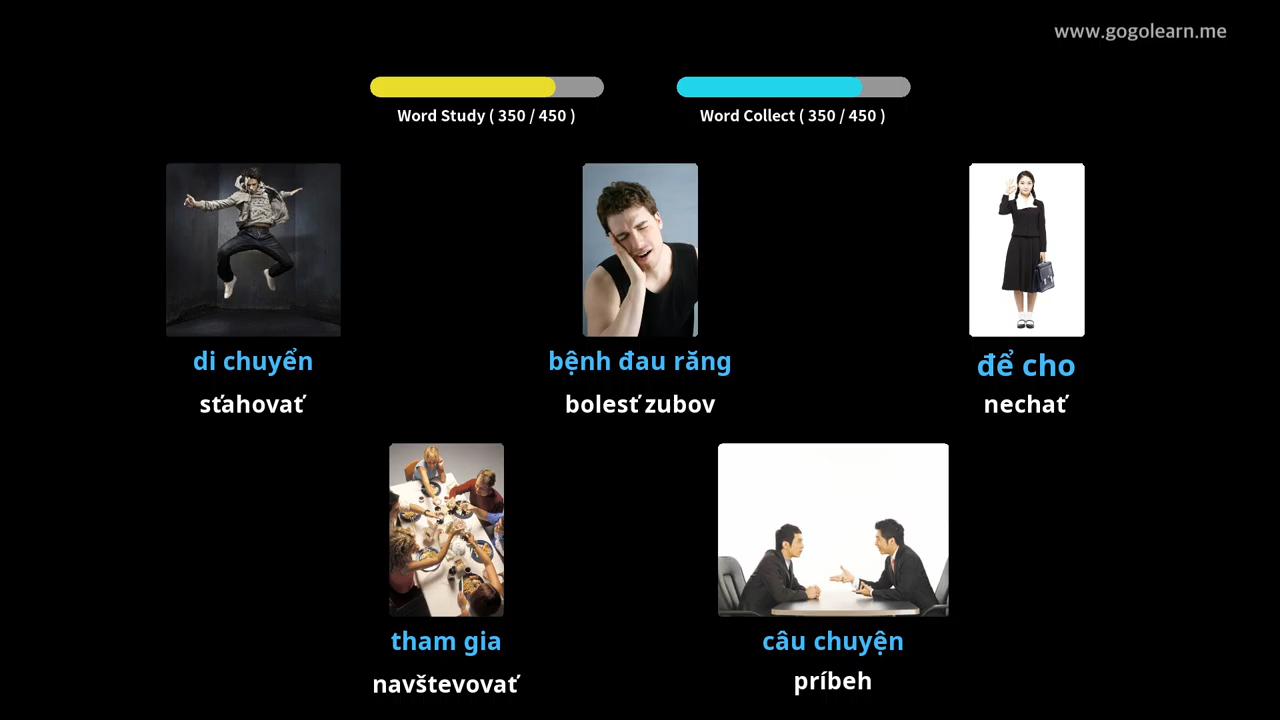 www.gogolearn.me
Word Study ( 350 / 450 )
Word Collect ( 350 / 450 )
di chuyển
bệnh đau răng
để cho
sťahovať
bolesť zubov
nechať
tham gia
câu chuyện
navštevovať
príbeh